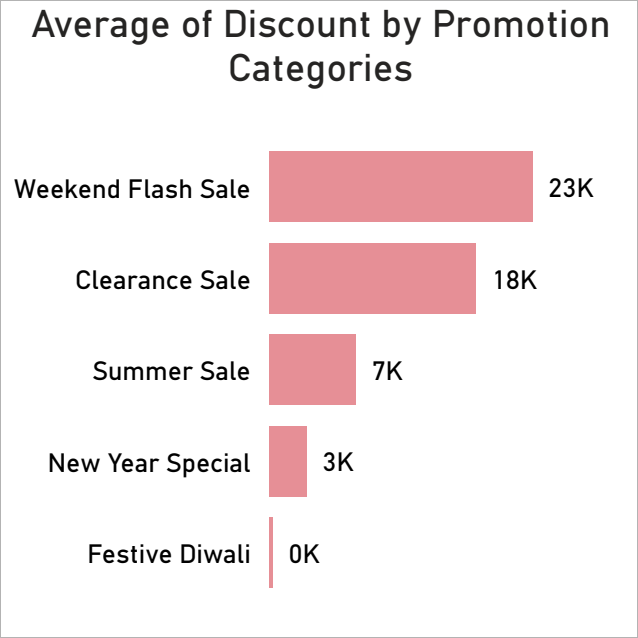 Average of Discount by Promotion
Categories
Weekend Flash Sale 23K
Clearance Sale 18K
Summer Sale 7K
New Year Special 3K
Festive Diwali 0K